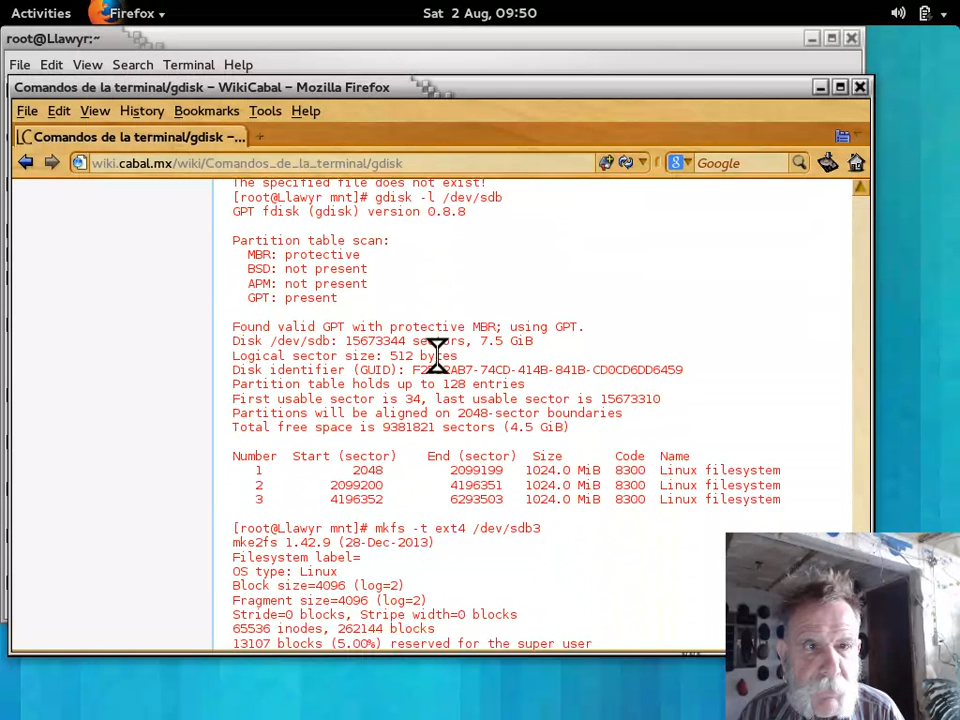 Activities Firefox Sat 2 Aug, 09:50
root@Llawyr:~
File Edit View Search Terminal Help
Comandos de la terminal/gdisk – WikiCabal – Mozilla Firefox
File Edit View History Bookmarks Tools Help
Comandos de la terminal/gdisk –...
wiki.cabal.mx/wiki/Comandos_de_la_terminal/gdisk Google
The specified file does not exist!
[root@Llawyr mnt]# gdisk -l /dev/sdb
GPT fdisk (gdisk) version 0.8.8
Partition table scan:
MBR: protective
BSD: not present
APM: not present
GPT: present
Found valid GPT with protective MBR; using GPT.
Disk /dev/sdb: 15673344 sectors, 7.5 GiB
Logical sector size: 512 bytes
Disk identifier (GUID): -74CD-414B-841B-CD0CD6DD6459
Partition table holds up to 128 entries
First usable sector is 34, last usable sector is 15673310
Partitions will be aligned on 2048-sector boundaries
Total free space is 9381821 sectors (4.5 GiB)
Number Start (sector) End (sector) Size Code Name
1 2048 2099199 1024.0 MiB 8300 Linux filesystem
2 2099200 4196351 1024.0 MiB 8300 Linux filesystem
3 4196352 6293503 1024.0 MiB 8300 Linux filesystem
[root@Llawyr mnt]# mkfs -t ext4 /dev/sdb3
mke2fs 1.42.9 (28-Dec-2013)
Filesystem label=
OS type: Linux
Block size=4096 (log=2)
Fragment size=4096 (log=2)
Stride=0 blocks, Stripe width=0 blocks
65536 inodes, 262144 blocks
13107 blocks (5.00%) reserved for the super user